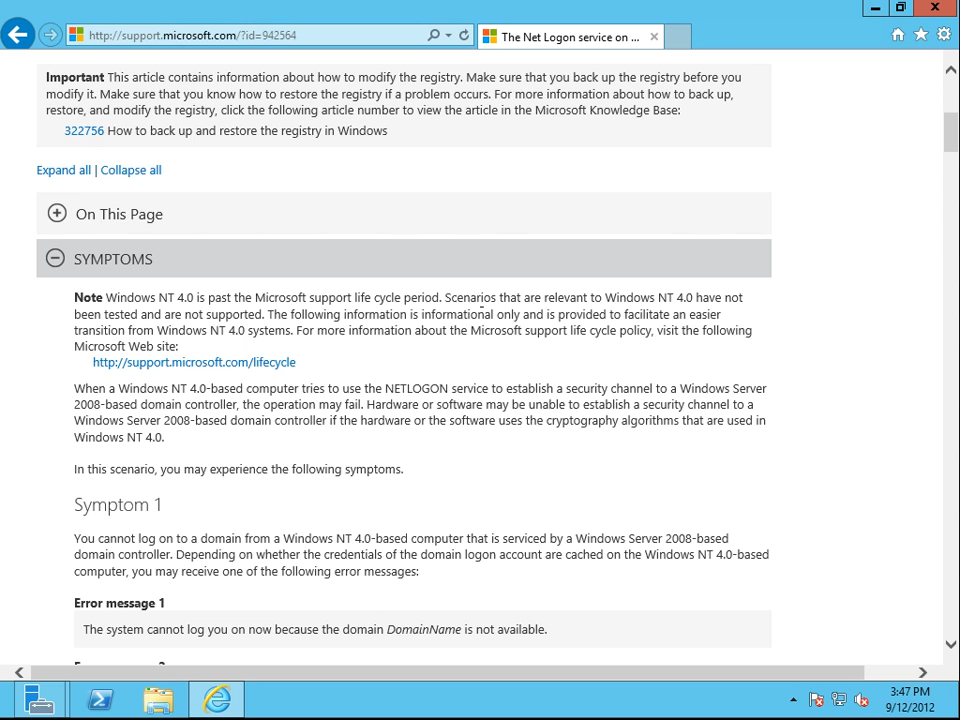 http://support.microsoft.com/?id=942564
The Net Logon service on ...
Important This article contains information about how to modify the registry. Make sure that you back up the registry before you
modify it. Make sure that you know how to restore the registry if a problem occurs. For more information about how to back up,
restore, and modify the registry, click the following article number to view the article in the Microsoft Knowledge Base:
322756 How to back up and restore the registry in Windows
Expand all | Collapse all
On This Page
SYMPTOMS
Note Windows NT 4.0 is past the Microsoft support life cycle period. Scenarios that are relevant to Windows NT 4.0 have not
been tested and are not supported. The following information is informational only and is provided to facilitate an easier
transition from Windows NT 4.0 systems. For more information about the Microsoft support life cycle policy, visit the following
Microsoft Web site:
http://support.microsoft.com/lifecycle
When a Windows NT 4.0-based computer tries to use the NETLOGON service to establish a security channel to a Windows Server
2008-based domain controller, the operation may fail. Hardware or software may be unable to establish a security channel to a
Windows Server 2008-based domain controller if the hardware or the software uses the cryptography algorithms that are used in
Windows NT 4.0.
In this scenario, you may experience the following symptoms.
Symptom 1
You cannot log on to a domain from a Windows NT 4.0-based computer that is serviced by a Windows Server 2008-based
domain controller. Depending on whether the credentials of the domain logon account are cached on the Windows NT 4.0-based
computer, you may receive one of the following error messages:
Error message 1
The system cannot log you on now because the domain DomainName is not available.
3:47 PM
9/12/2012